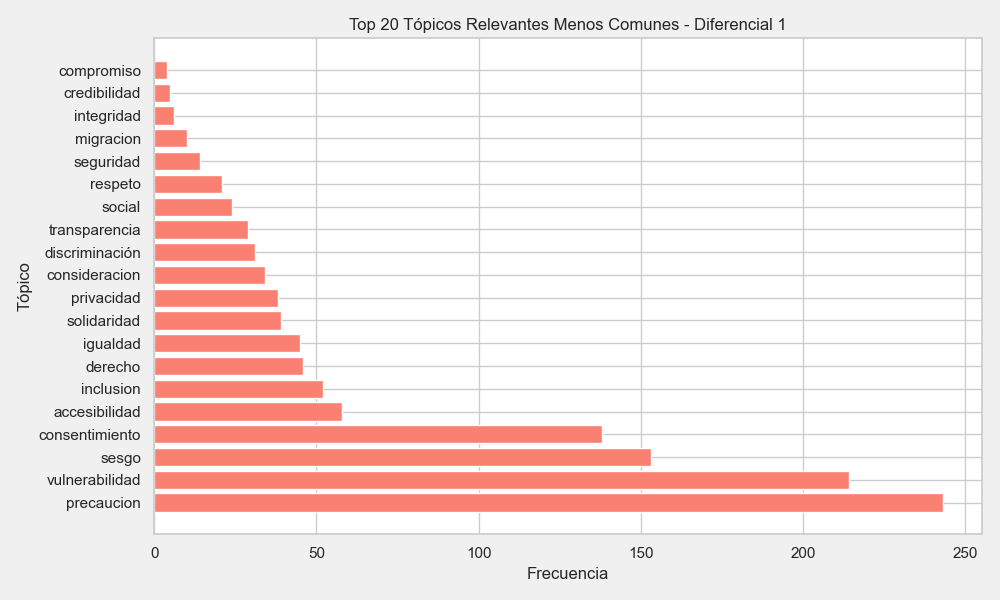 Top 20 Tópicos Relevantes Menos Comunes - Diferencial 1
Tópico
compromiso
credibilidad
integridad
migracion
seguridad
respeto
social
transparencia
discriminación
consideracion
privacidad
solidaridad
igualdad
derecho
inclusion
accesibilidad
consentimiento
sesgo
vulnerabilidad
precaucion
0 50 100 150 200 250
Frecuencia